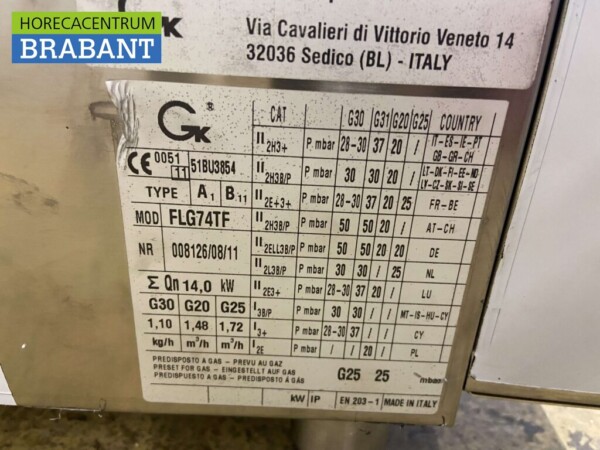 HORECACENTRUM
BRABANT
GK
Via Cavalieri di Vittorio Veneto 14
32036 Sedico (BL) - ITALY
GK ®
CE 0051 11 51BU3854
TYPE A1 B11
MOD FLG74TF
NR 008126/08/11
Σ Qn 14,0 kW
G30 G20 G25
1,10 1,48 1,72
kg/h m³/h m³/h
CAT G30 G31 G20 G25 COUNTRY
II2H3+ P mbar 28-30 37 20 / IT-ES-IE-PT GB-GR-CH
II2H3B/P P mbar 30 30 20 / LT-DK-FI-EE-NO LV-CZ-SK-SI-SE
II2E+3+ P mbar 28-30 37 20 25 FR-BE
II2H3B/P P mbar 50 50 20 / AT-CH
II2ELL3B/P P mbar 50 50 20 20 DE
II2L3B/P P mbar 30 30 / 25 NL
II2E3+ P mbar 28-30 37 20 / LU
I3B/P P mbar 30 30 / / MT-IS-HU-CY
I3+ P mbar 28-30 37 / / CY
I2E P mbar / / 20 / PL
PREDISPOSTO A GAS - PREVU AU GAZ
PRESET FOR GAS - EINGESTELLT AUF GAS
PREDISPUESTO A GAS - PREDISPOSTO À GÁS
G25 25 mbar
kW IP EN 203-1 MADE IN ITALY